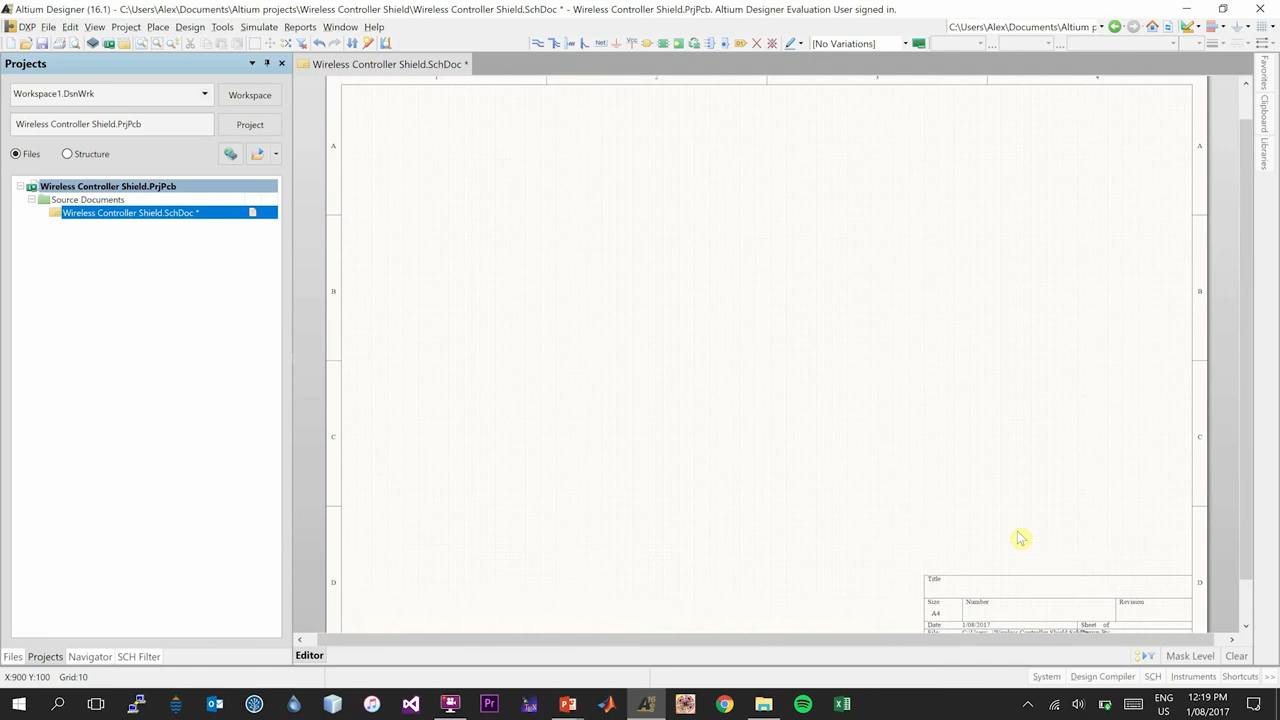 Altium Designer (16.1) - C:\Users\Alex\Documents\Altium projects\Wireless Controller Shield\Wireless Controller Shield.SchDoc * - Wireless Controller Shield.PrjPcb. Altium Designer Evaluation User signed in.
DXP File Edit View Project Place Design Tools Simulate Reports Window Help
C:\Users\Alex\Documents\Altium p
Net VCC [No Variations] ... ...
Projects
Wireless Controller Shield.SchDoc *
Workspace1.DsnWrk Workspace
Wireless Controller Shield.PrjPcb Project
Files Structure
Wireless Controller Shield.PrjPcb
Source Documents
Wireless Controller Shield.SchDoc *
A A
B B
C C
D D
Title
Size Number Revision
A4
Date: 1/08/2017 Sheet of
Favorites
Clipboard
Libraries
Editor
Mask Level Clear
Files Projects Navigator SCH Filter
X:900 Y:100 Grid:10
System Design Compiler SCH Instruments Shortcuts >>
ENG 12:19 PM
US 1/08/2017